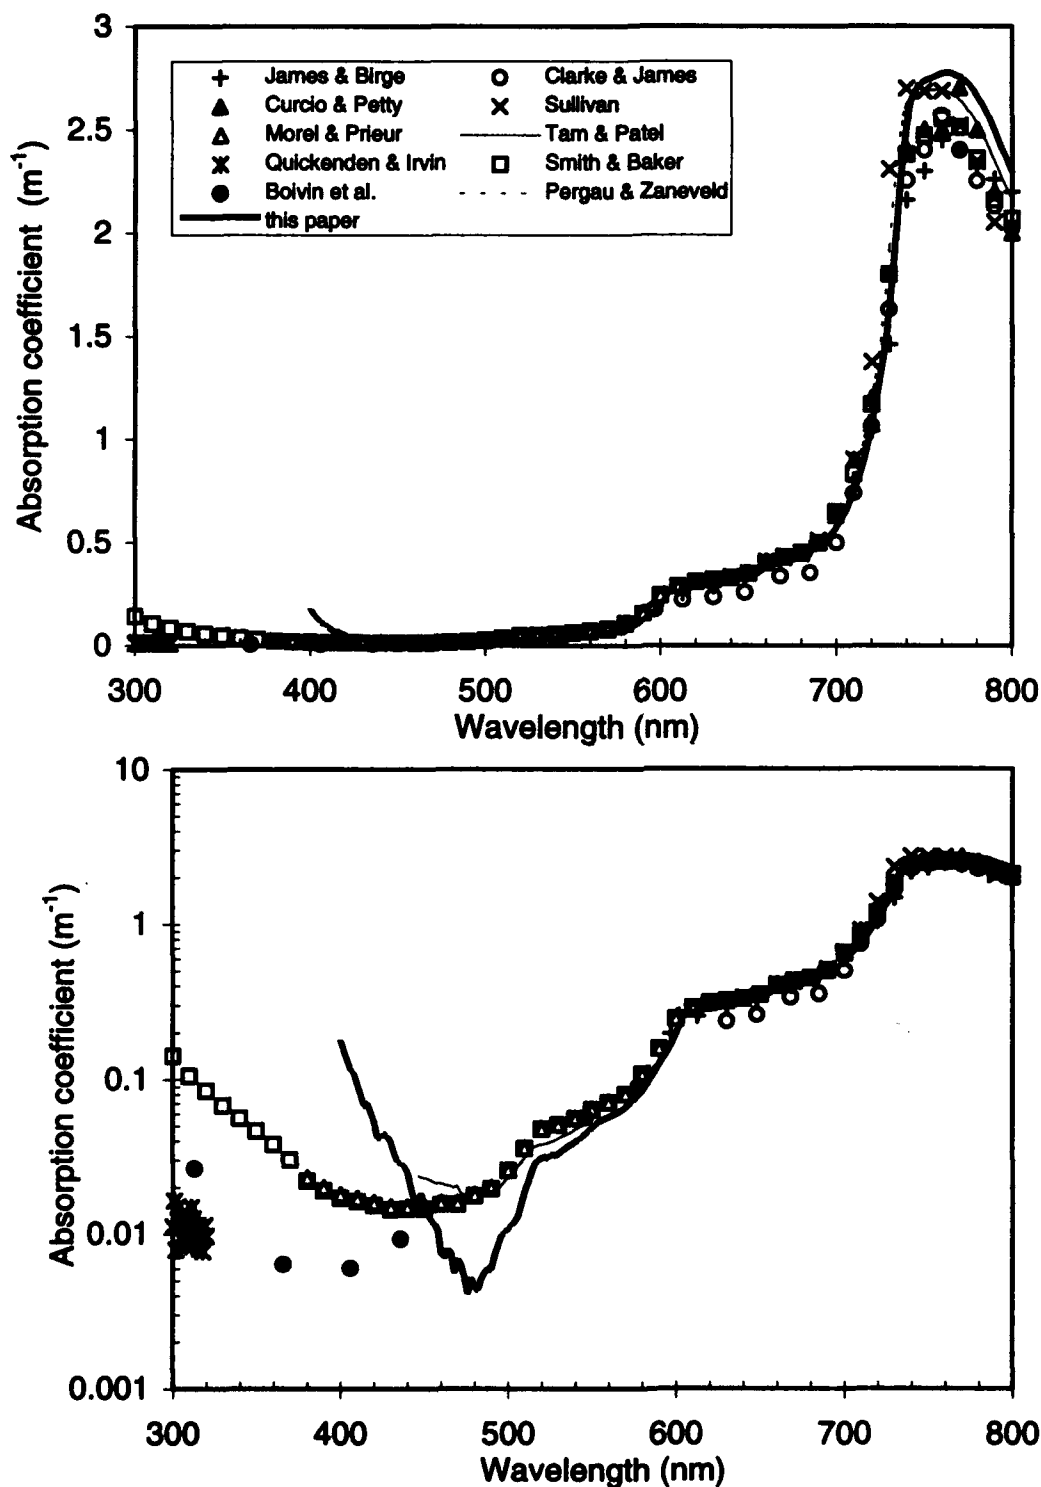 3
2.5
2
1.5
1
0.5
0
Absorption coefficient (m-1)
James & Birge
Clarke & James
Curcio & Petty
Sullivan
Morel & Prieur
Tam & Patel
Quickenden & Irvin
Smith & Baker
Boivin et al.
Pergau & Zaneveld
this paper
300 400 500 600 700 800
Wavelength (nm)
10
1
0.1
0.01
0.001
Absorption coefficient (m-1)
300 400 500 600 700 800
Wavelength (nm)